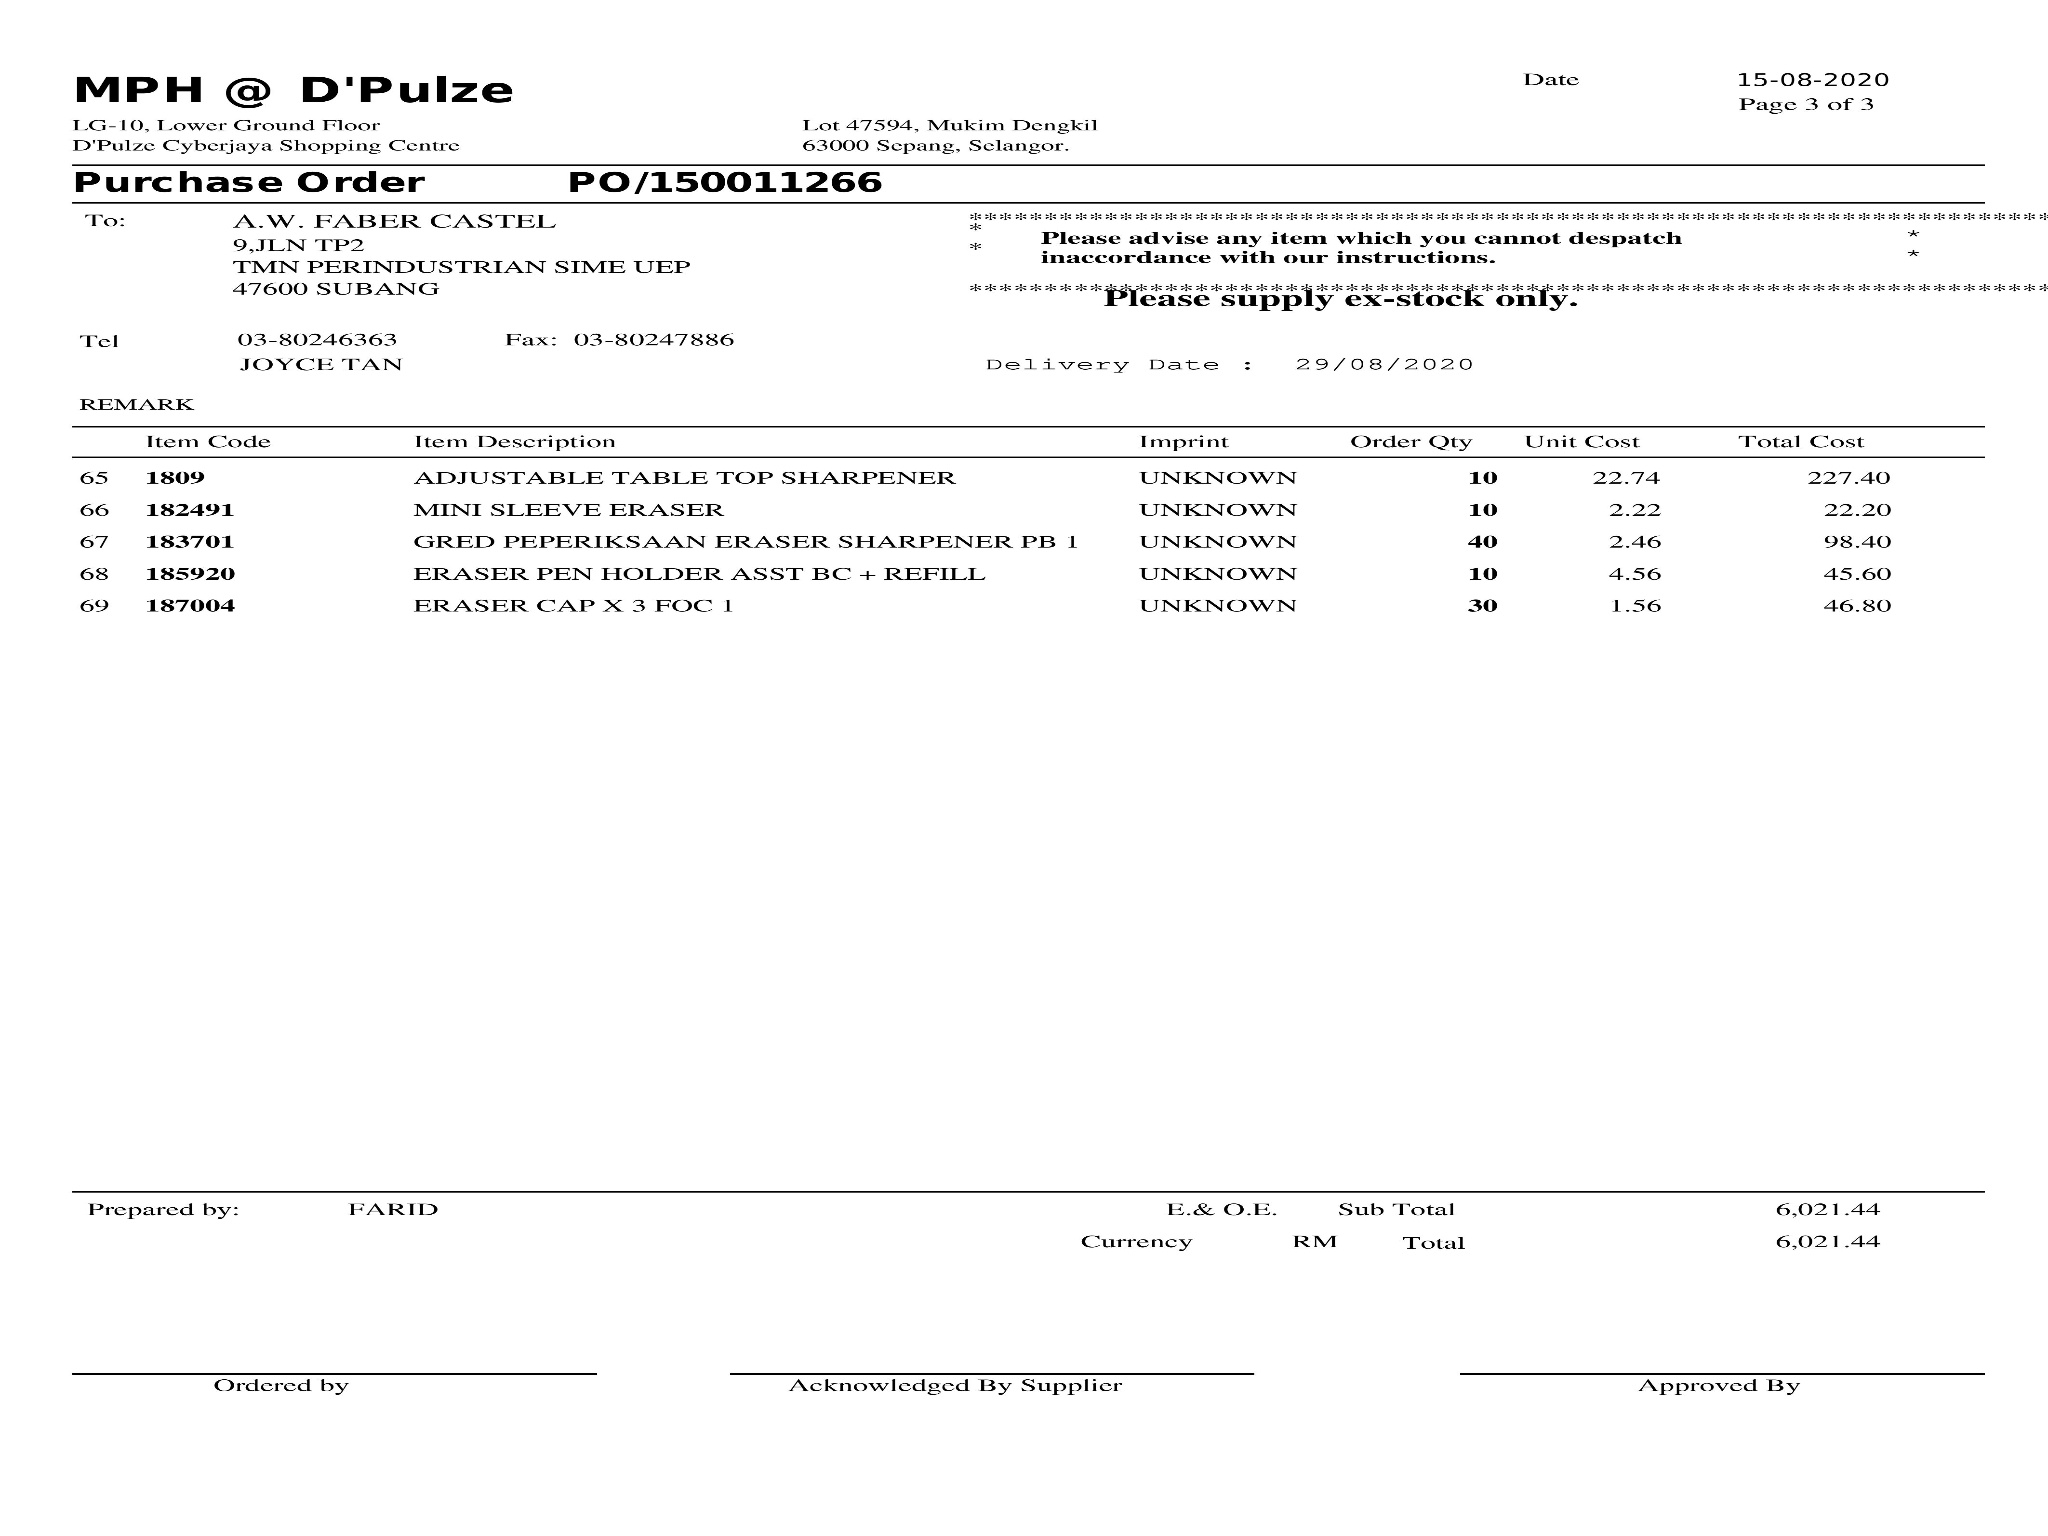 MPH @ D'Pulze
Date 15-08-2020
Page 3 of 3
LG-10, Lower Ground Floor Lot 47594, Mukim Dengkil
D'Pulze Cyberjaya Shopping Centre 63000 Sepang, Selangor.
Purchase Order PO/150011266
To: A.W. FABER CASTEL
9,JLN TP2
TMN PERINDUSTRIAN SIME UEP
47600 SUBANG
************************************************************************
* Please advise any item which you cannot despatch *
* inaccordance with our instructions. *
************************************************************************
Please supply ex-stock only.
Tel 03-80246363 Fax: 03-80247886
JOYCE TAN Delivery Date : 29/08/2020
REMARK
Item Code Item Description Imprint Order Qty Unit Cost Total Cost
65 1809 ADJUSTABLE TABLE TOP SHARPENER UNKNOWN 10 22.74 227.40
66 182491 MINI SLEEVE ERASER UNKNOWN 10 2.22 22.20
67 183701 GRED PEPERIKSAAN ERASER SHARPENER PB 1 UNKNOWN 40 2.46 98.40
68 185920 ERASER PEN HOLDER ASST BC + REFILL UNKNOWN 10 4.56 45.60
69 187004 ERASER CAP X 3 FOC 1 UNKNOWN 30 1.56 46.80
Prepared by: FARID E.& O.E. Sub Total 6,021.44
Currency RM Total 6,021.44
Ordered by Acknowledged By Supplier Approved By